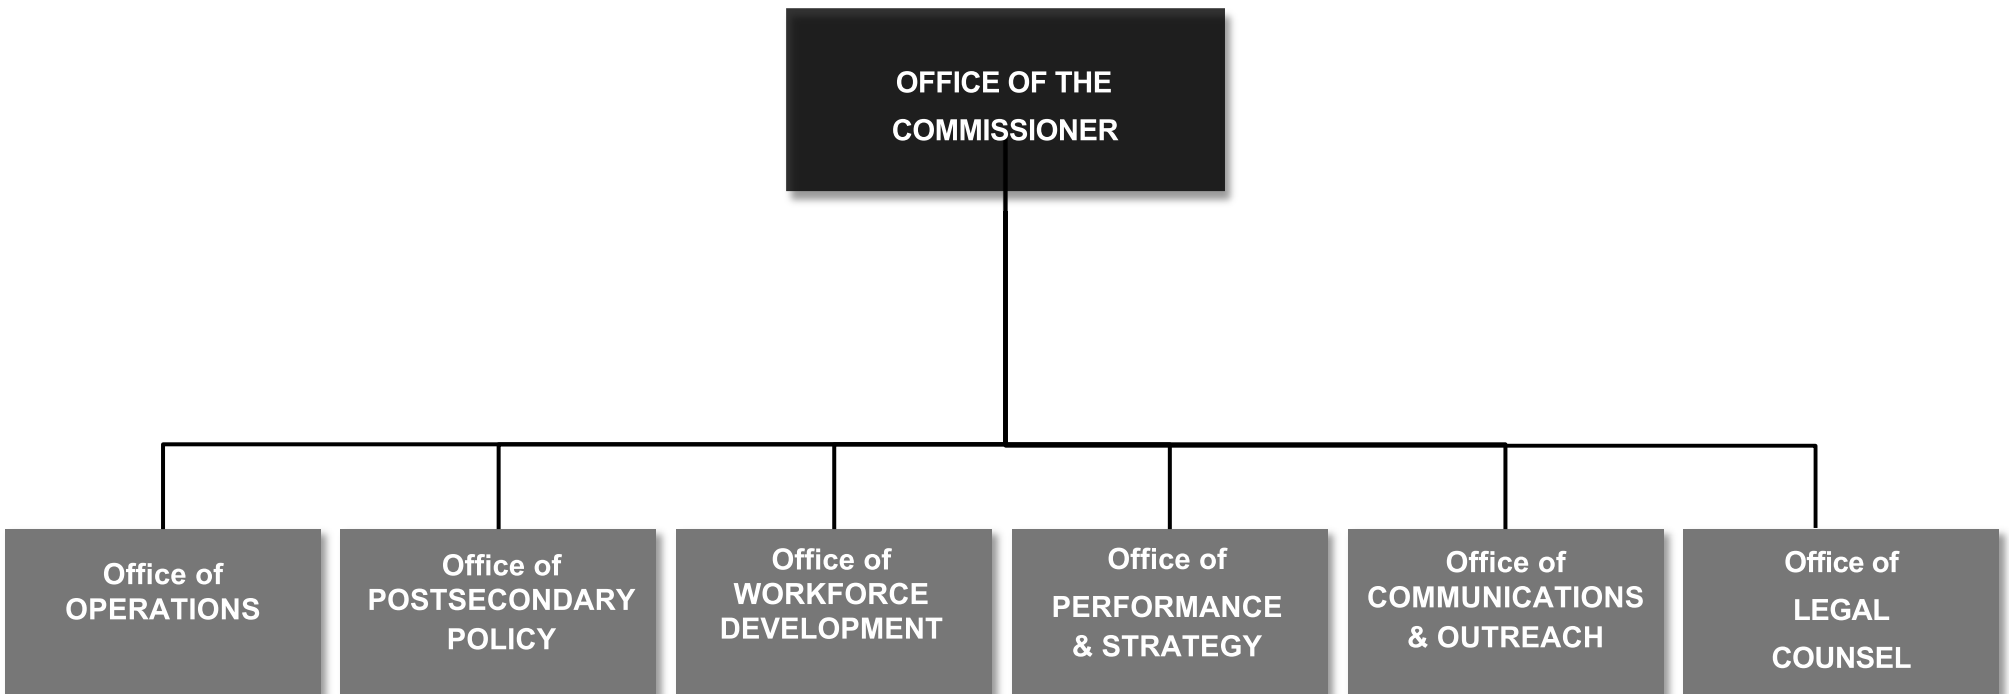 OFFICE OF THE
COMMISSIONER
Office of
OPERATIONS
Office of
POSTSECONDARY
POLICY
Office of
WORKFORCE
DEVELOPMENT
Office of
PERFORMANCE
& STRATEGY
Office of
COMMUNICATIONS
& OUTREACH
Office of
LEGAL
COUNSEL